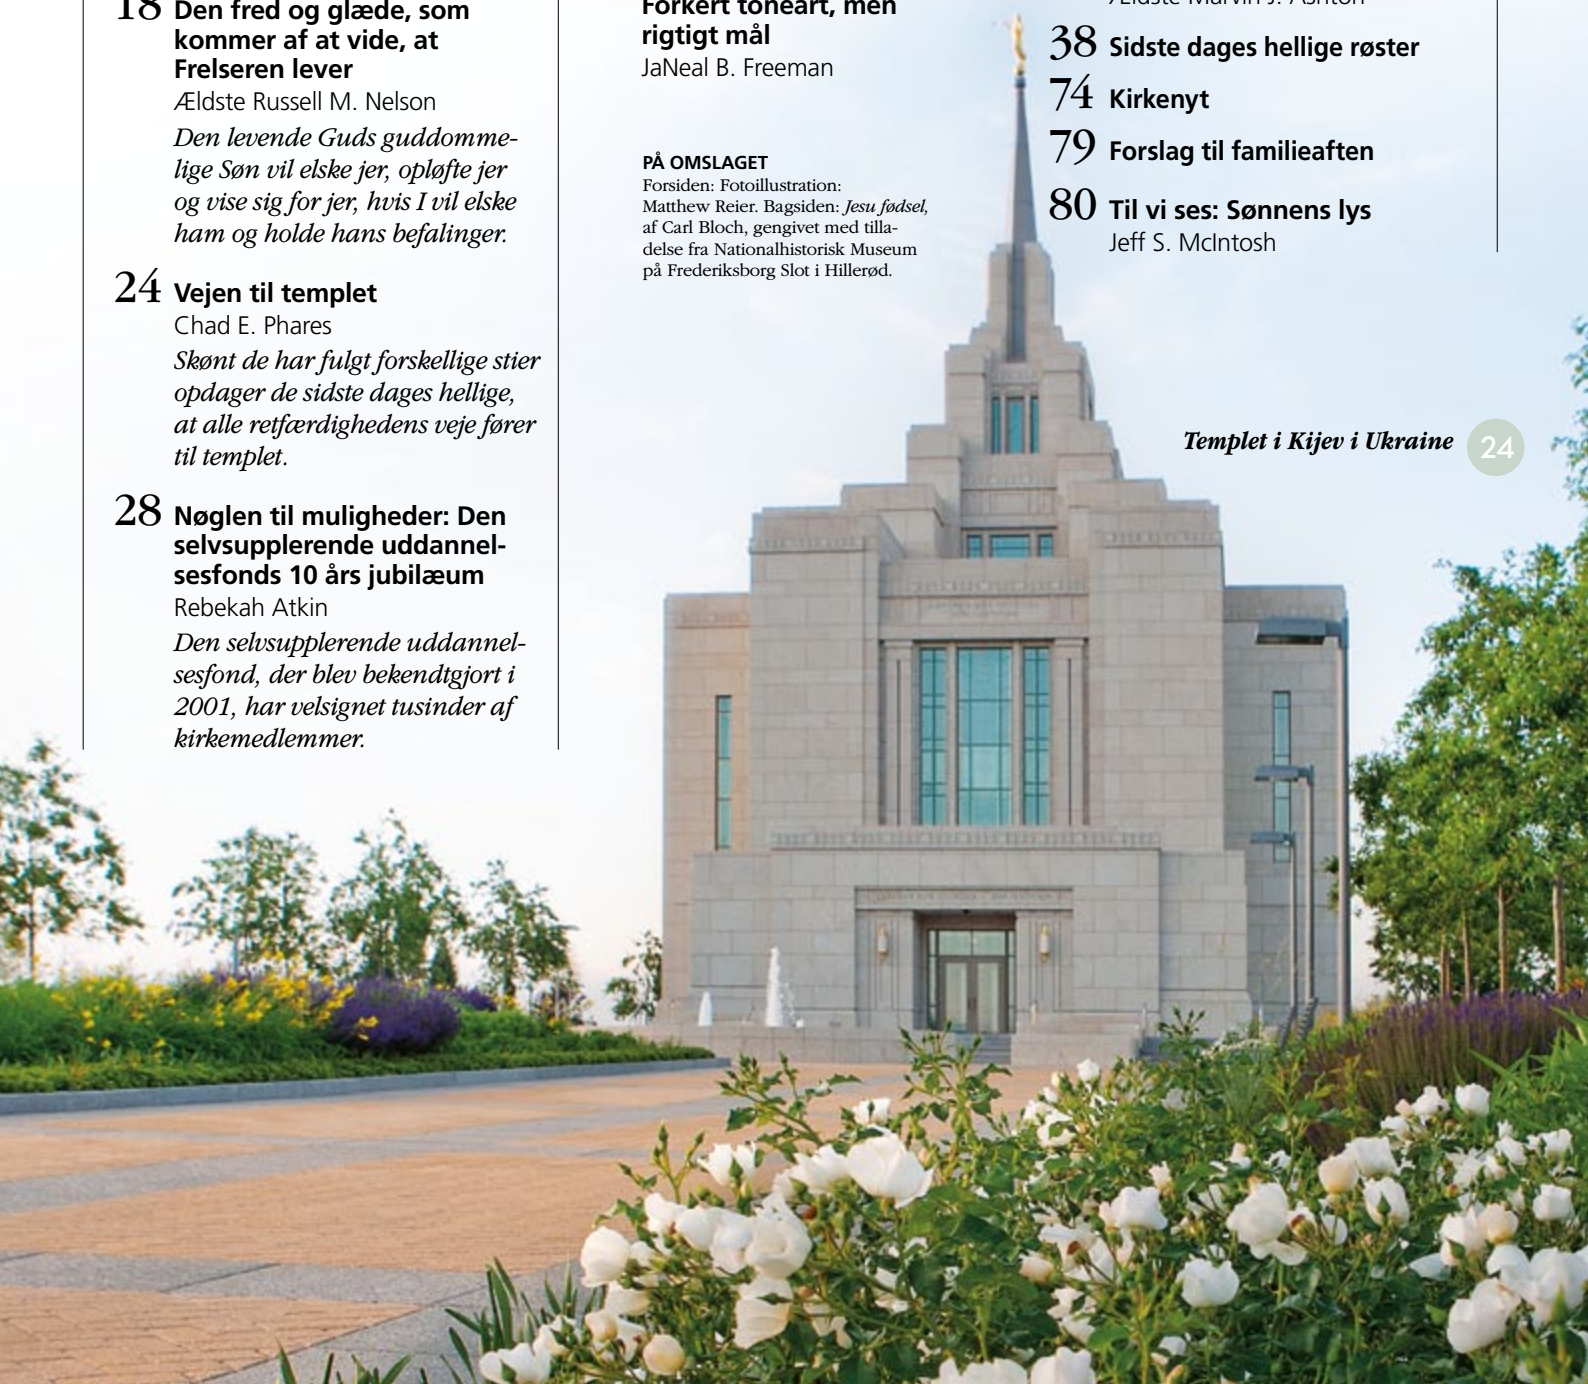 18 Den fred og glæde, som
kommer af at vide, at
Frelseren lever
Ældste Russell M. Nelson
Den levende Guds guddomme-
lige Søn vil elske jer, opløfte jer
og vise sig for jer, hvis I vil elske
ham og holde hans befalinger.
24 Vejen til templet
Chad E. Phares
Skønt de har fulgt forskellige stier
opdager de sidste dages hellige,
at alle retfærdighedens veje fører
til templet.
28 Nøglen til muligheder: Den
selvsupplerende uddannel-
sesfonds 10 års jubilæum
Rebekah Atkin
Den selvsupplerende uddannel-
sesfond, der blev bekendtgjort i
2001, har velsignet tusinder af
kirkemedlemmer.
Forkert toneart, men
rigtigt mål
JaNeal B. Freeman
PÅ OMSLAGET
Forsiden: Fotoillustration:
Matthew Reier. Bagsiden: Jesu fødsel,
af Carl Bloch, gengivet med tilla-
delse fra Nationalhistorisk Museum
på Frederiksborg Slot i Hillerød.
Ældste Marvin J. Ashton
38 Sidste dages hellige røster
74 Kirkenyt
79 Forslag til familieaften
80 Til vi ses: Sønnens lys
Jeff S. McIntosh
Templet i Kijev i Ukraine 24